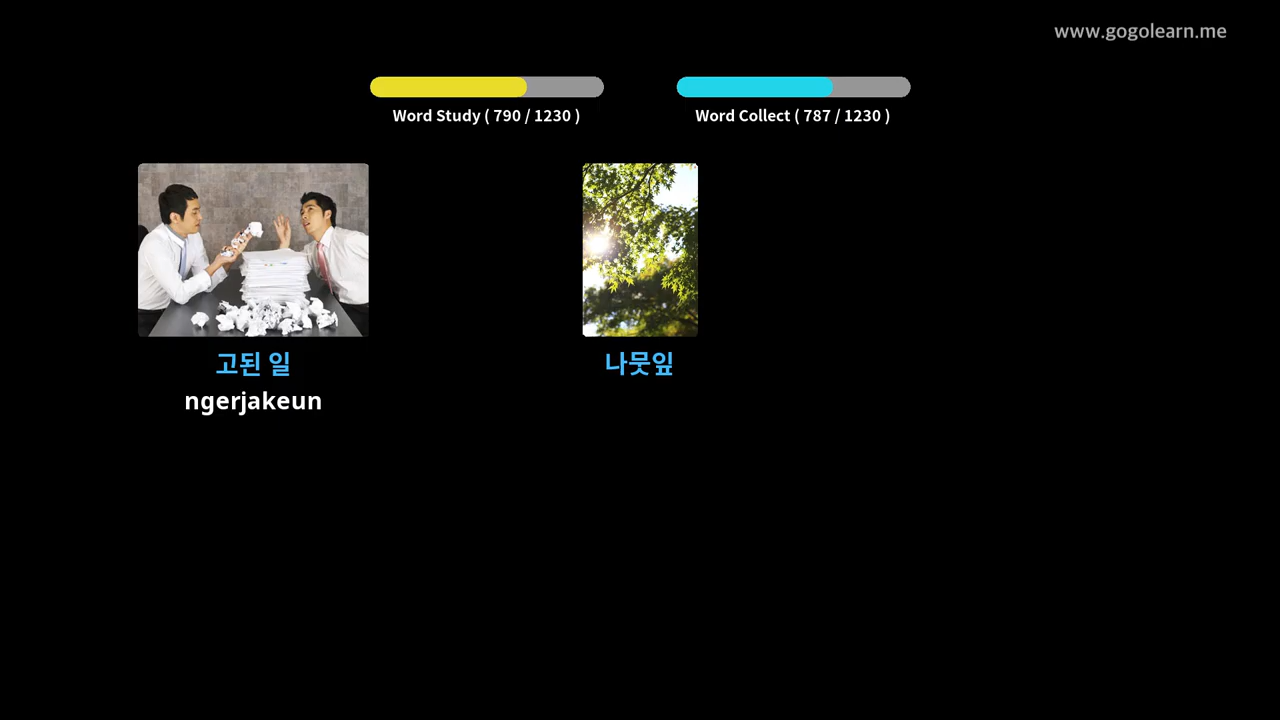 www.gogolearn.me
Word Study ( 790 / 1230 )
Word Collect ( 787 / 1230 )
고된 일
나뭇잎
ngerjakeun